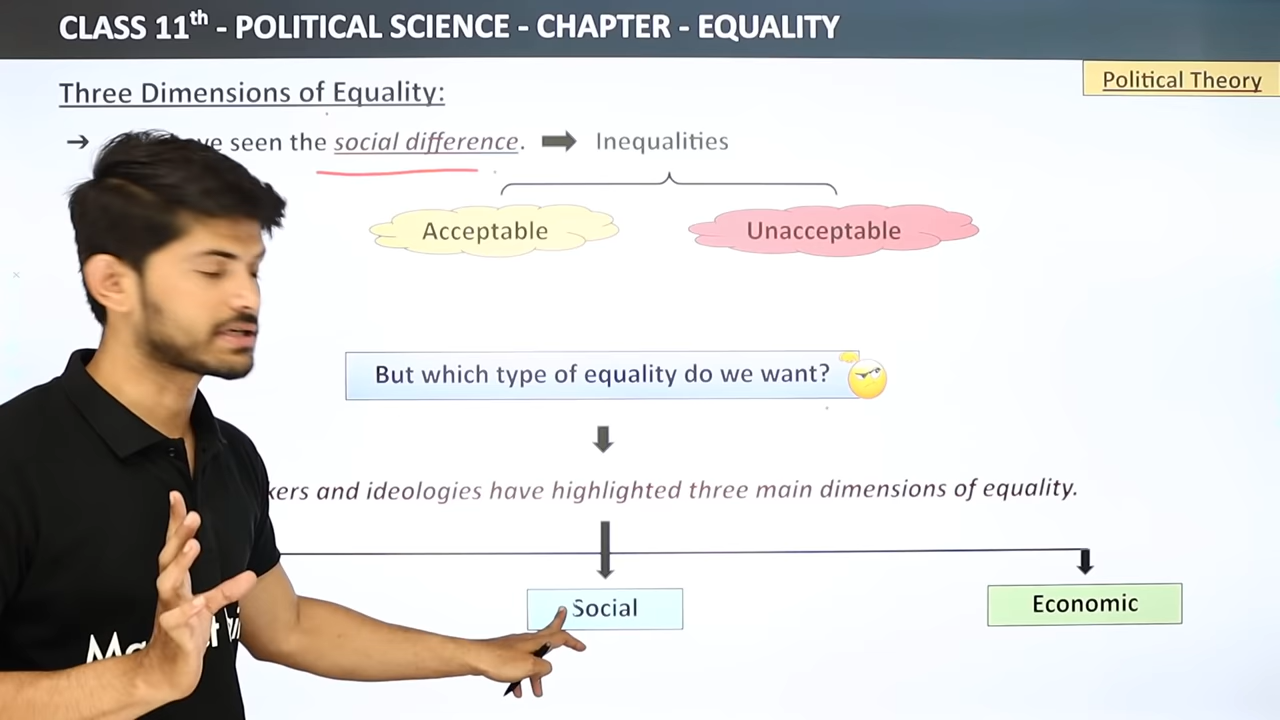 CLASS 11th - POLITICAL SCIENCE - CHAPTER - EQUALITY
Political Theory
Three Dimensions of Equality:
→ seen the social difference. Inequalities
Acceptable Unacceptable
But which type of equality do we want?
and ideologies have highlighted three main dimensions of equality.
Social Economic